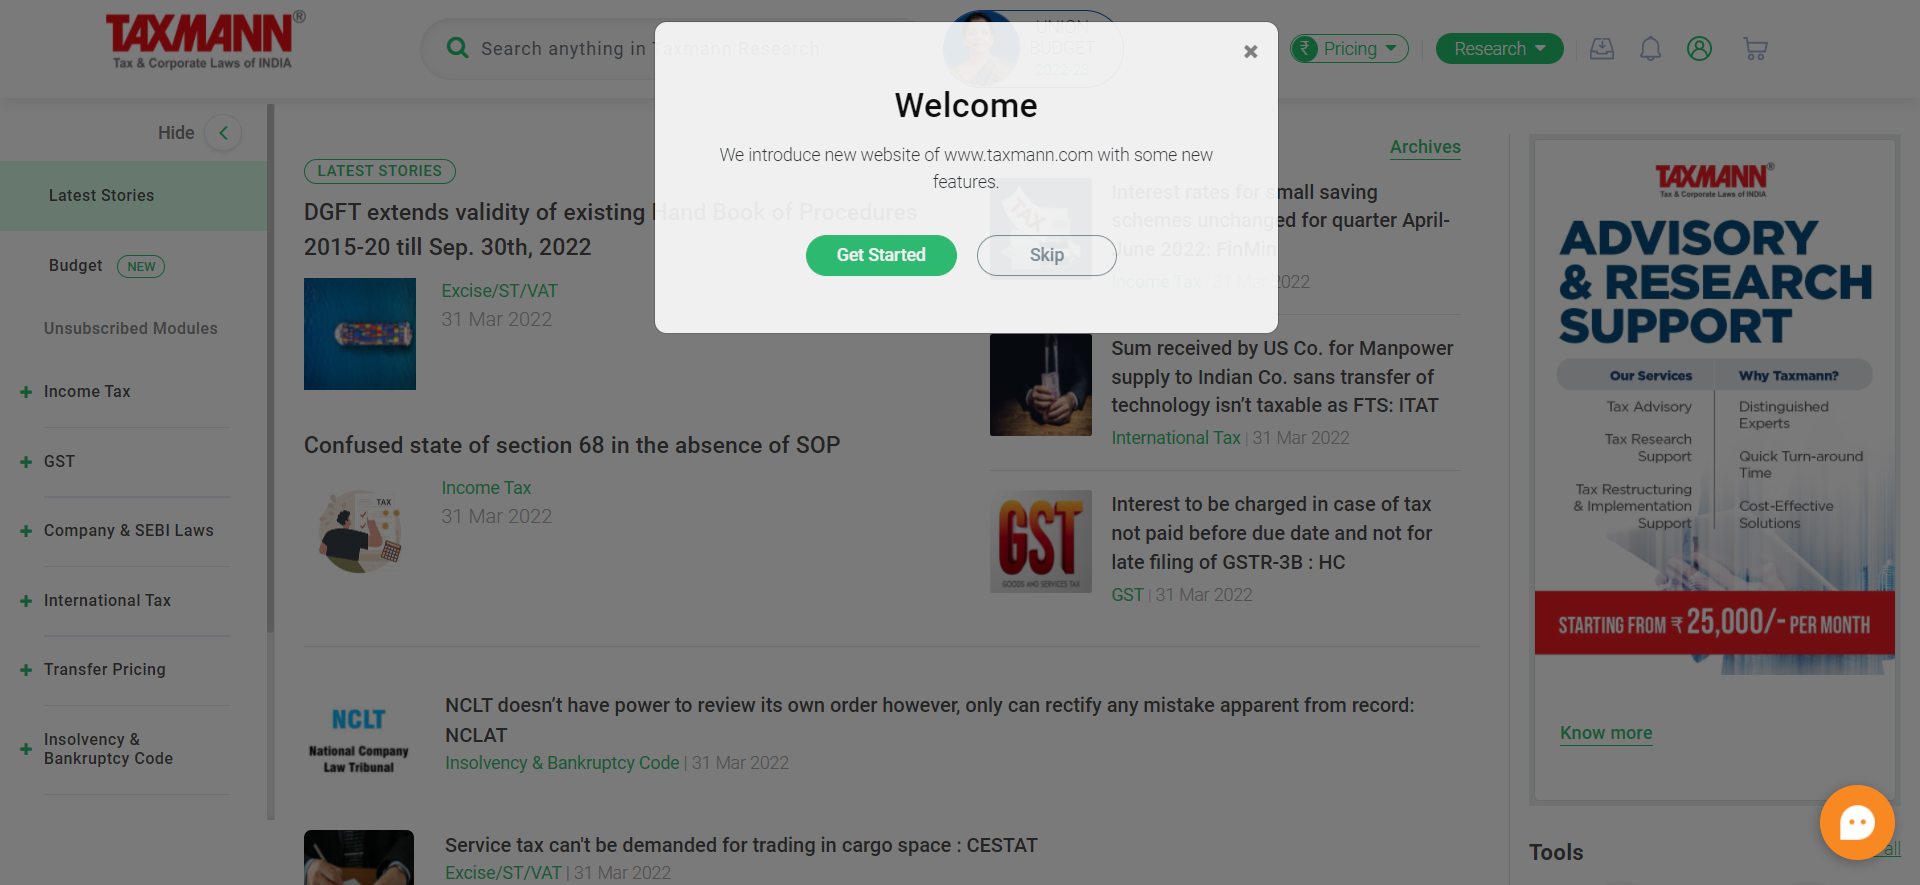 TAXMANN®
Tax & Corporate Laws of INDIA
Search anything in Taxmann Research
UNION
BUDGET
2022-23
Pricing
Research
Welcome
We introduce new website of www.taxmann.com with some new
features.
Get Started
Skip
Hide
Latest Stories
Budget NEW
Unsubscribed Modules
Income Tax
GST
Company & SEBI Laws
International Tax
Transfer Pricing
Insolvency &
Bankruptcy Code
LATEST STORIES
DGFT extends validity of existing Hand Book of Procedures
2015-20 till Sep. 30th, 2022
Excise/ST/VAT
31 Mar 2022
Confused state of section 68 in the absence of SOP
TAX
Income Tax
31 Mar 2022
Archives
TAX
Interest rates for small saving
schemes unchanged for quarter April-
June 2022: FinMin
Income Tax | 31 Mar 2022
Sum received by US Co. for Manpower
supply to Indian Co. sans transfer of
technology isn’t taxable as FTS: ITAT
International Tax | 31 Mar 2022
GST
GOODS AND SERVICES TAX
Interest to be charged in case of tax
not paid before due date and not for
late filing of GSTR-3B : HC
GST | 31 Mar 2022
NCLT
National Company
Law Tribunal
NCLT doesn’t have power to review its own order however, only can rectify any mistake apparent from record:
NCLAT
Insolvency & Bankruptcy Code | 31 Mar 2022
Service tax can't be demanded for trading in cargo space : CESTAT
Excise/ST/VAT | 31 Mar 2022
TAXMANN®
Tax & Corporate Laws of INDIA
ADVISORY
& RESEARCH
SUPPORT
Our Services
Why Taxmann?
Tax Advisory
Tax Research
Support
Tax Restructuring
& Implementation
Support
Distinguished
Experts
Quick Turn-around
Time
Cost-Effective
Solutions
STARTING FROM ₹ 25,000/- PER MONTH
Know more
Tools
all